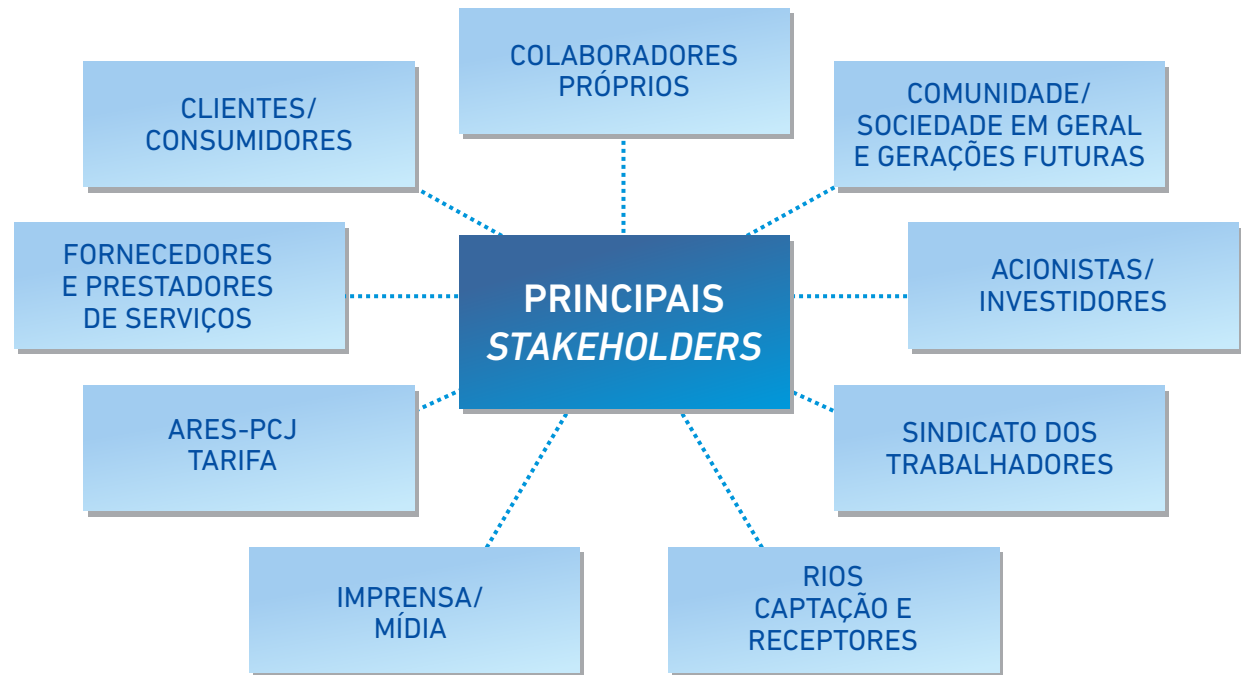 COLABORADORES
PRÓPRIOS
CLIENTES/
CONSUMIDORES
COMUNIDADE/
SOCIEDADE EM GERAL
E GERAÇÕES FUTURAS
FORNECEDORES
E PRESTADORES
DE SERVIÇOS
PRINCIPAIS
STAKEHOLDERS
ACIONISTAS/
INVESTIDORES
ARES-PCJ
TARIFA
SINDICATO DOS
TRABALHADORES
IMPRENSA/
MÍDIA
RIOS
CAPTAÇÃO E
RECEPTORES